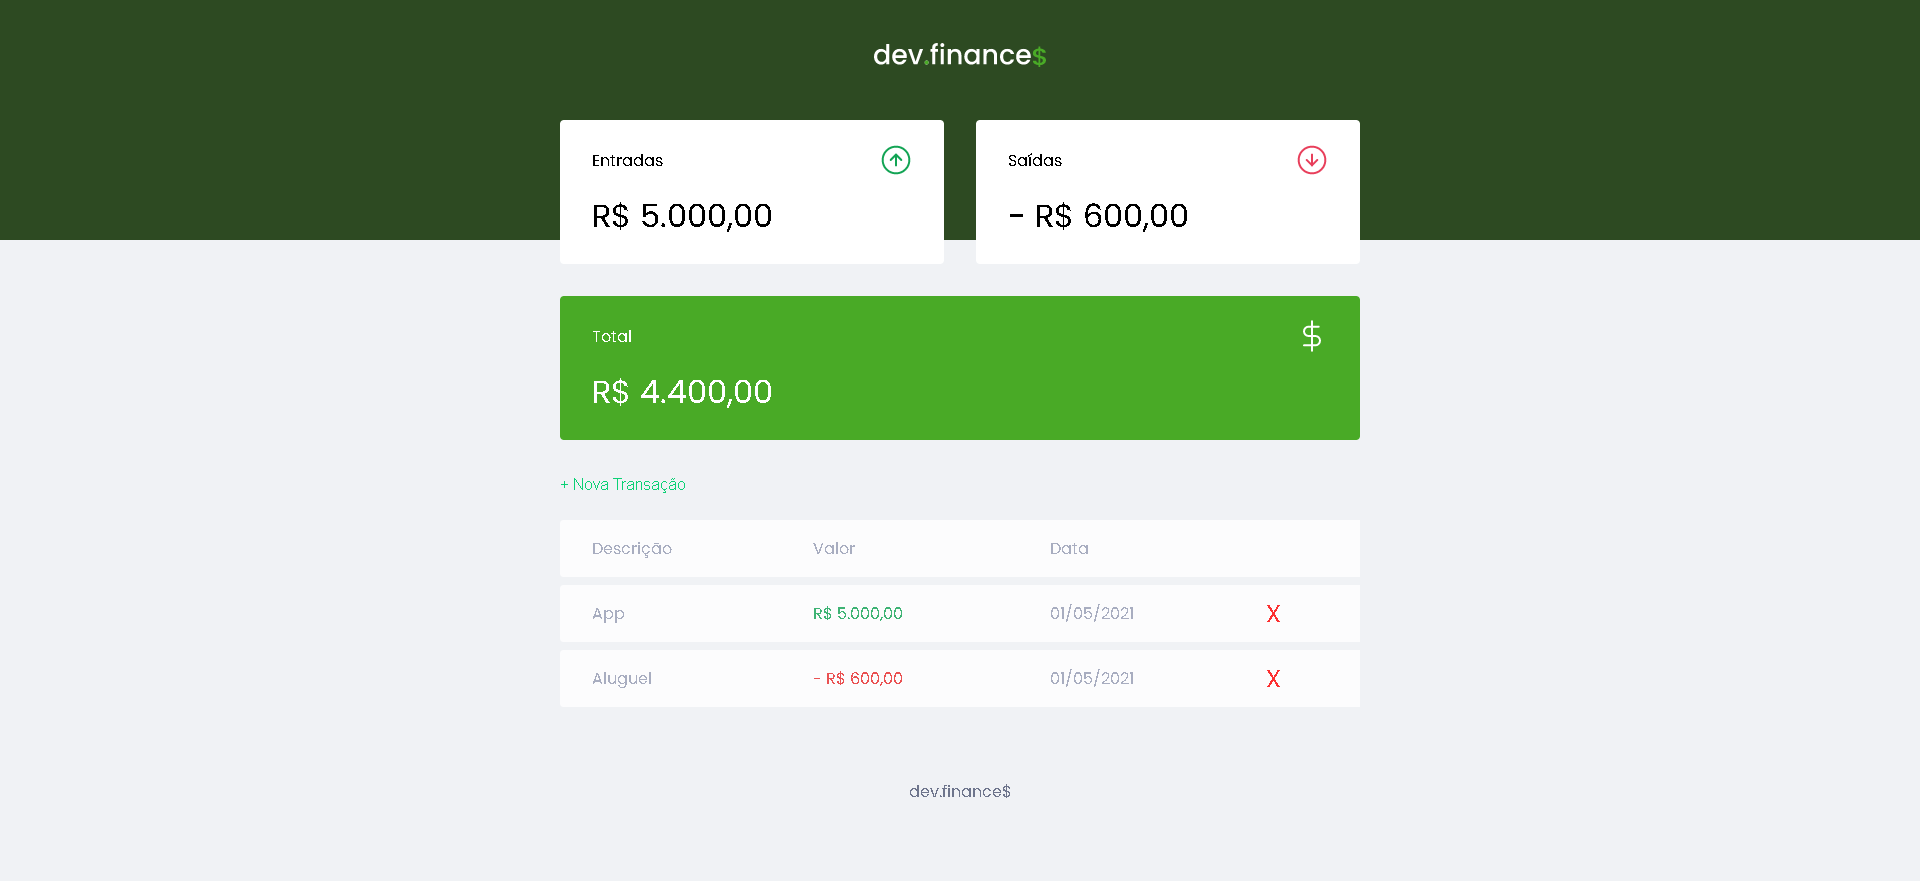 dev.finance$
Entradas
R$ 5.000,00
Saídas
- R$ 600,00
Total
$
R$ 4.400,00
+ Nova Transação
Descrição Valor Data
App R$ 5.000,00 01/05/2021 X
Aluguel - R$ 600,00 01/05/2021 X
dev.finance$